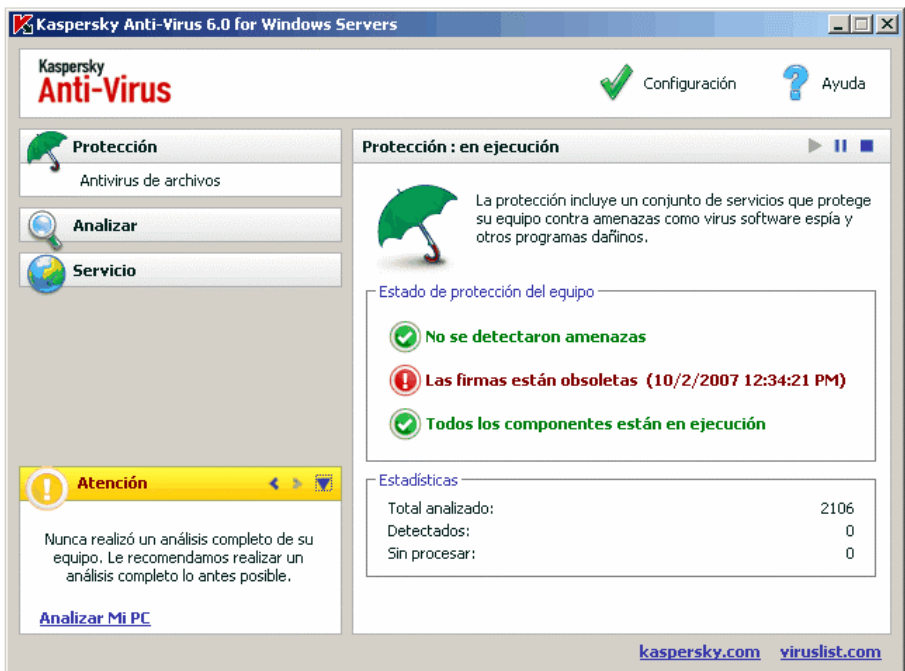 Kaspersky Anti-Virus 6.0 for Windows Servers
Kaspersky
Anti-Virus
Configuración
Ayuda
Protección
Antivirus de archivos
Analizar
Servicio
Atención
Nunca realizó un análisis completo de su
equipo. Le recomendamos realizar un
análisis completo lo antes posible.
Analizar Mi PC
Protección : en ejecución
La protección incluye un conjunto de servicios que protege
su equipo contra amenazas como virus software espía y
otros programas dañinos.
Estado de protección del equipo
No se detectaron amenazas
Las firmas están obsoletas (10/2/2007 12:34:21 PM)
Todos los componentes están en ejecución
Estadísticas
Total analizado: 2106
Detectados: 0
Sin procesar: 0
kaspersky.com viruslist.com